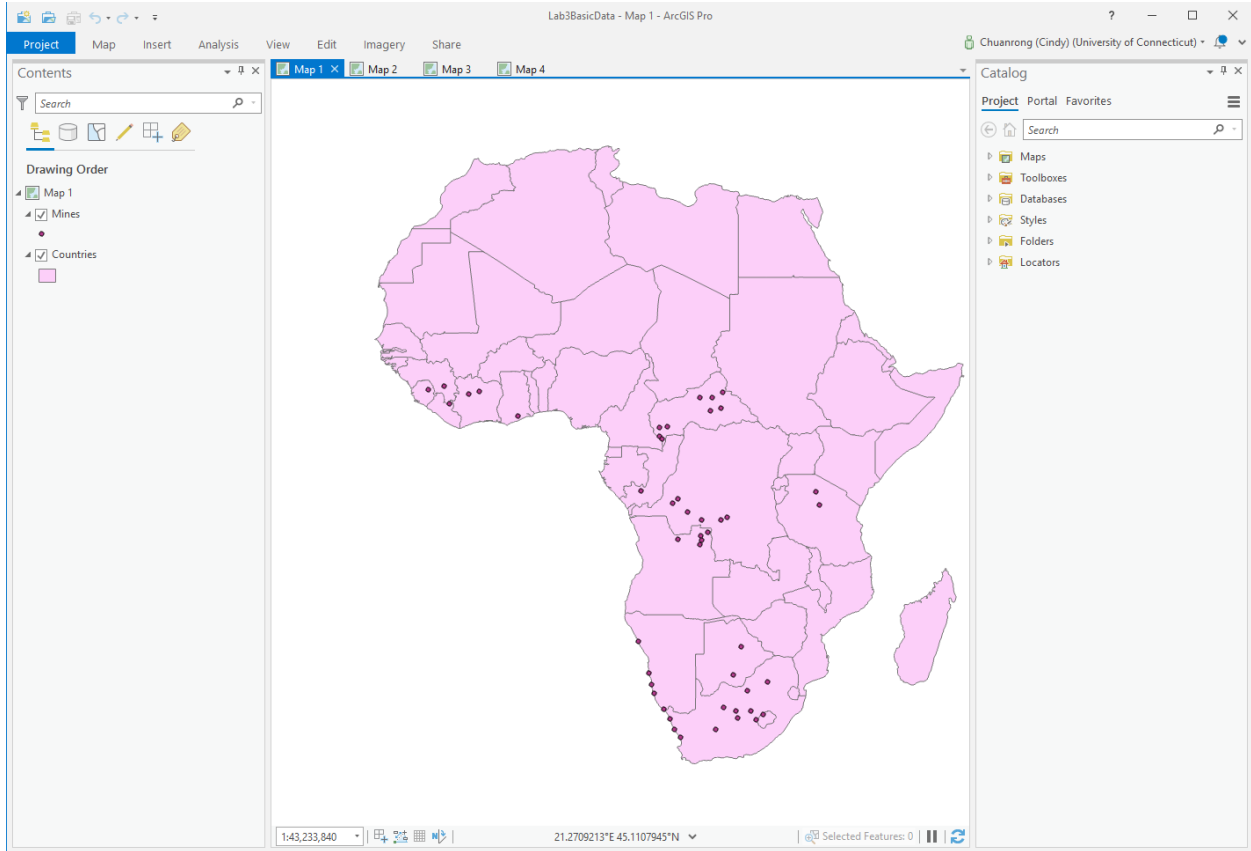 Lab3BasicData - Map 1 - ArcGIS Pro
?
Project Map Insert Analysis View Edit Imagery Share
Chuanrong (Cindy) (University of Connecticut)
Contents
Search
Drawing Order
Map 1
Mines
Countries
Map 1 Map 2 Map 3 Map 4
1:43,233,840
N
21.2709213°E 45.1107945°N
Selected Features: 0
Catalog
Project Portal Favorites
Search
Maps
Toolboxes
Databases
Styles
Folders
Locators